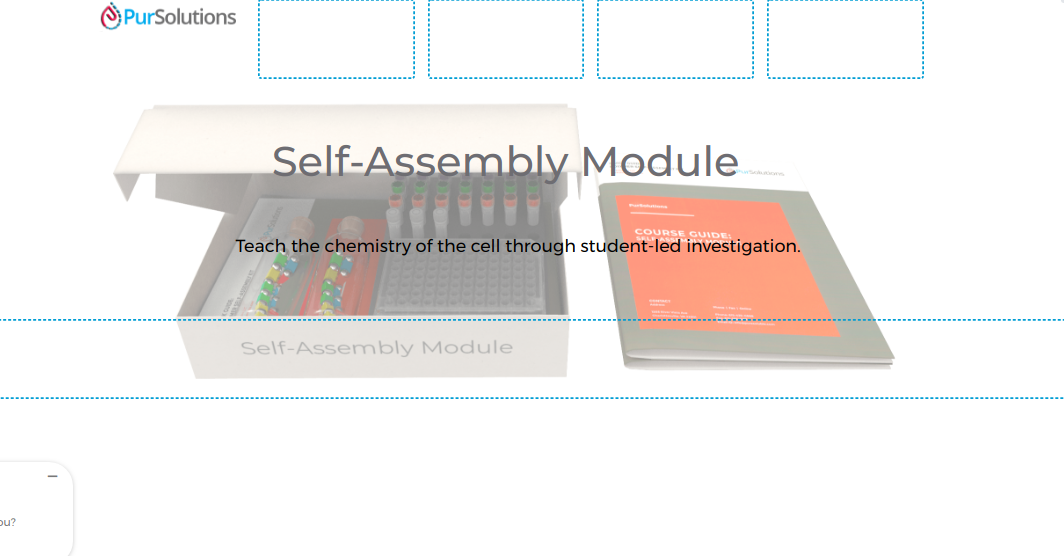 PurSolutions
Self-Assembly Module
PurSolutions
Teach the chemistry of the cell through student-led investigation.
PurSolutions
COURSE GUIDE:
Self-Assembly Module
ou?